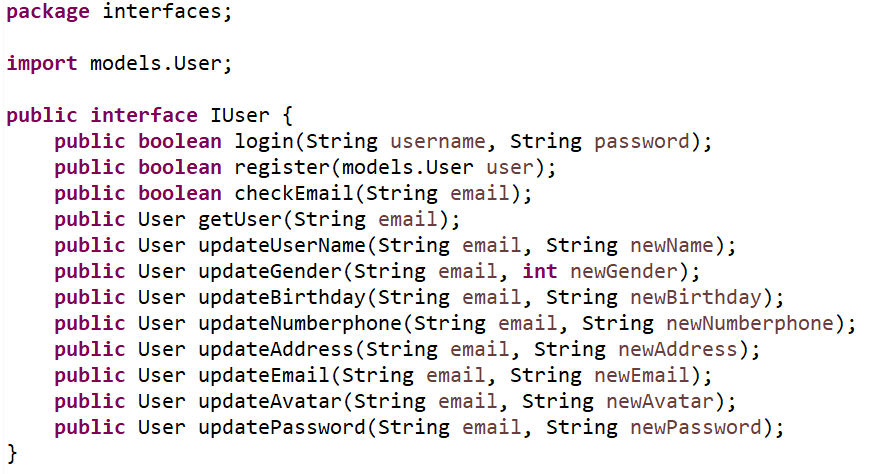 package interfaces;
import models.User;
public interface IUser {
public boolean login(String username, String password);
public boolean register(models.User user);
public boolean checkEmail(String email);
public User getUser(String email);
public User updateUserName(String email, String newName);
public User updateGender(String email, int newGender);
public User updateBirthday(String email, String newBirthday);
public User updateNumberphone(String email, String newNumberphone);
public User updateAddress(String email, String newAddress);
public User updateEmail(String email, String newEmail);
public User updateAvatar(String email, String newAvatar);
public User updatePassword(String email, String newPassword);
}